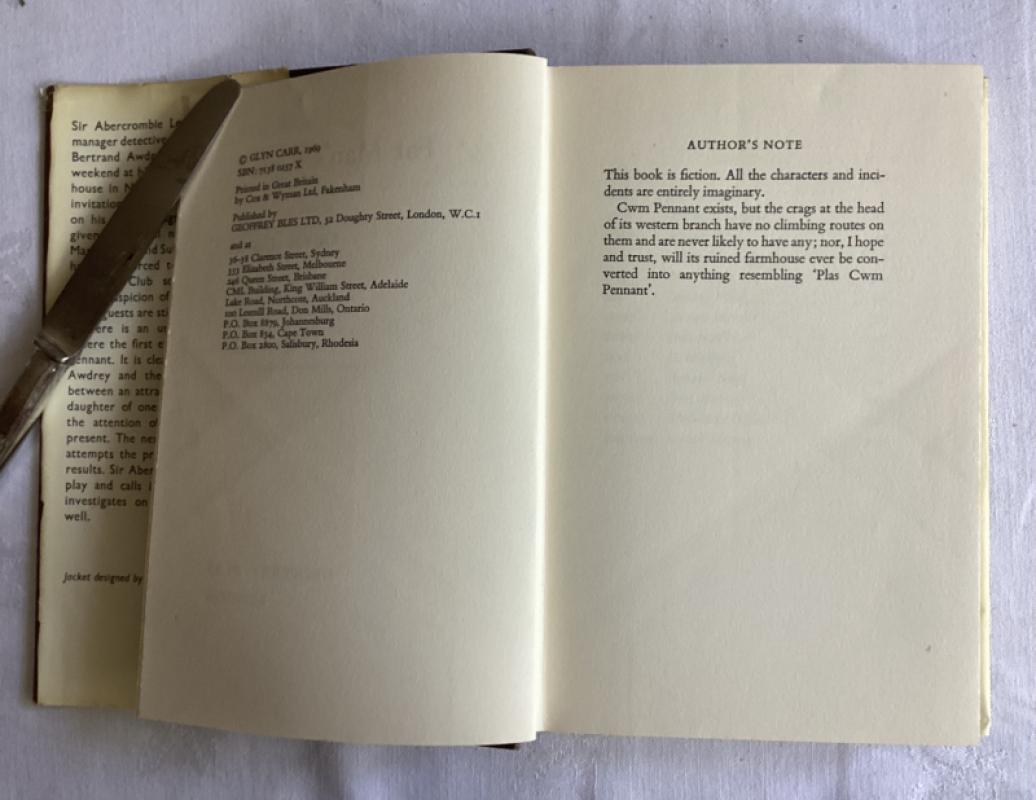 Sir Abercrombie
manager detective
Bertrand
weekend at
house in
invitation
on his
given
Club
suspicion of
guests are
ere is an
ere the first
Pennant. It is
Awdrey and the
between an
daughter of one
the attention
present. The
attempts the
results. Sir
play and calls
investigates on
well.
Jacket designed by
© GLYN CARR, 1969
SBN: 7138 0257 X
Printed in Great Britain
by Cox & Wyman Ltd, Fakenham
Published by
GEOFFREY BLES LTD, 52 Doughty Street, London, W.C.1
and at
36-38 Clarence Street, Sydney
353 Elizabeth Street, Melbourne
246 Queen Street, Brisbane
CML Building, King William Street, Adelaide
Lake Road, Northcote, Auckland
100 Lesmill Road, Don Mills, Ontario
P.O. Box 8879, Johannesburg
P.O. Box 834, Cape Town
P.O. Box 2800, Salisbury, Rhodesia
AUTHOR'S NOTE
This book is fiction. All the characters and inci-
dents are entirely imaginary.
Cwm Pennant exists, but the crags at the head
of its western branch have no climbing routes on
them and are never likely to have any; nor, I hope
and trust, will its ruined farmhouse ever be con-
verted into anything resembling 'Plas Cwm
Pennant'.